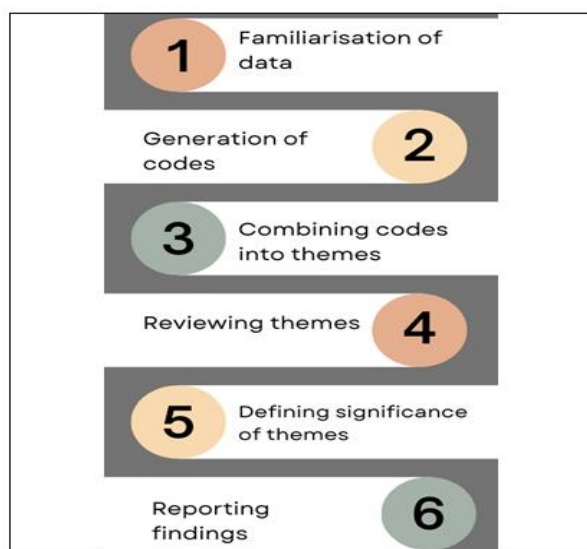 1
Familiarisation of
data
Generation of
codes
2
3
Combining codes
into themes
Reviewing themes
4
5
Defining significance
of themes
Reporting
findings
6